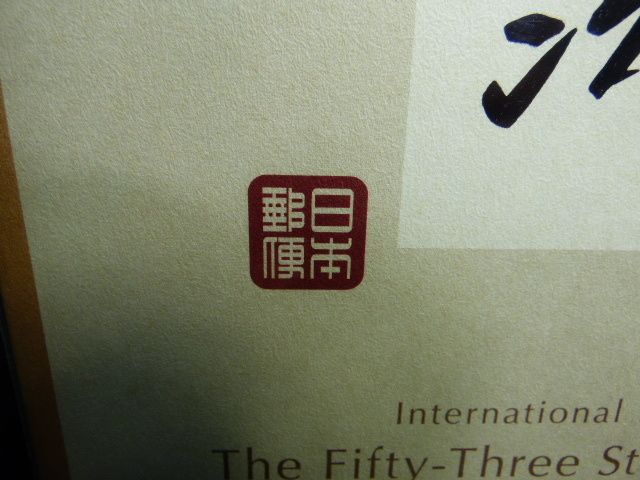 日本
郵便
International
The Fifty-Three